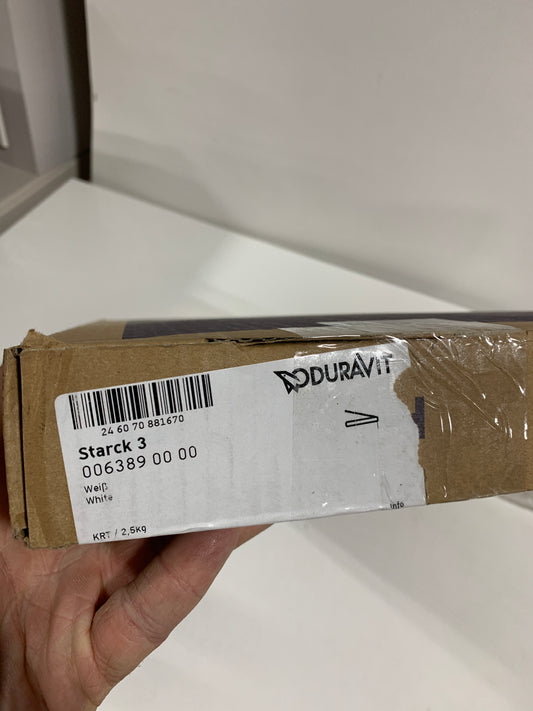 DURAVIT
24 60 70 881670
Starck 3
006389 00 00
Weiß
White
KRT / 2,5Kg
info